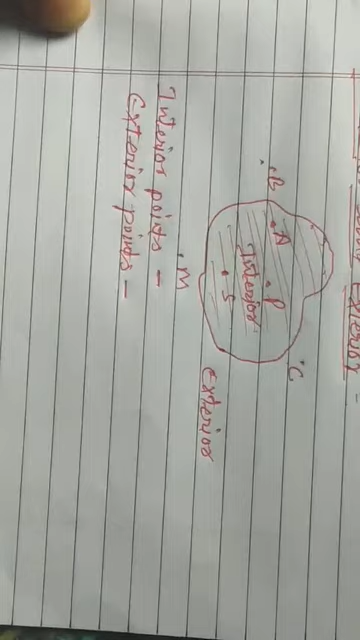 exterior -
.B
.A
.P
Interior
.S
.C
.M
Exterior
Interior points -
Exterior points -